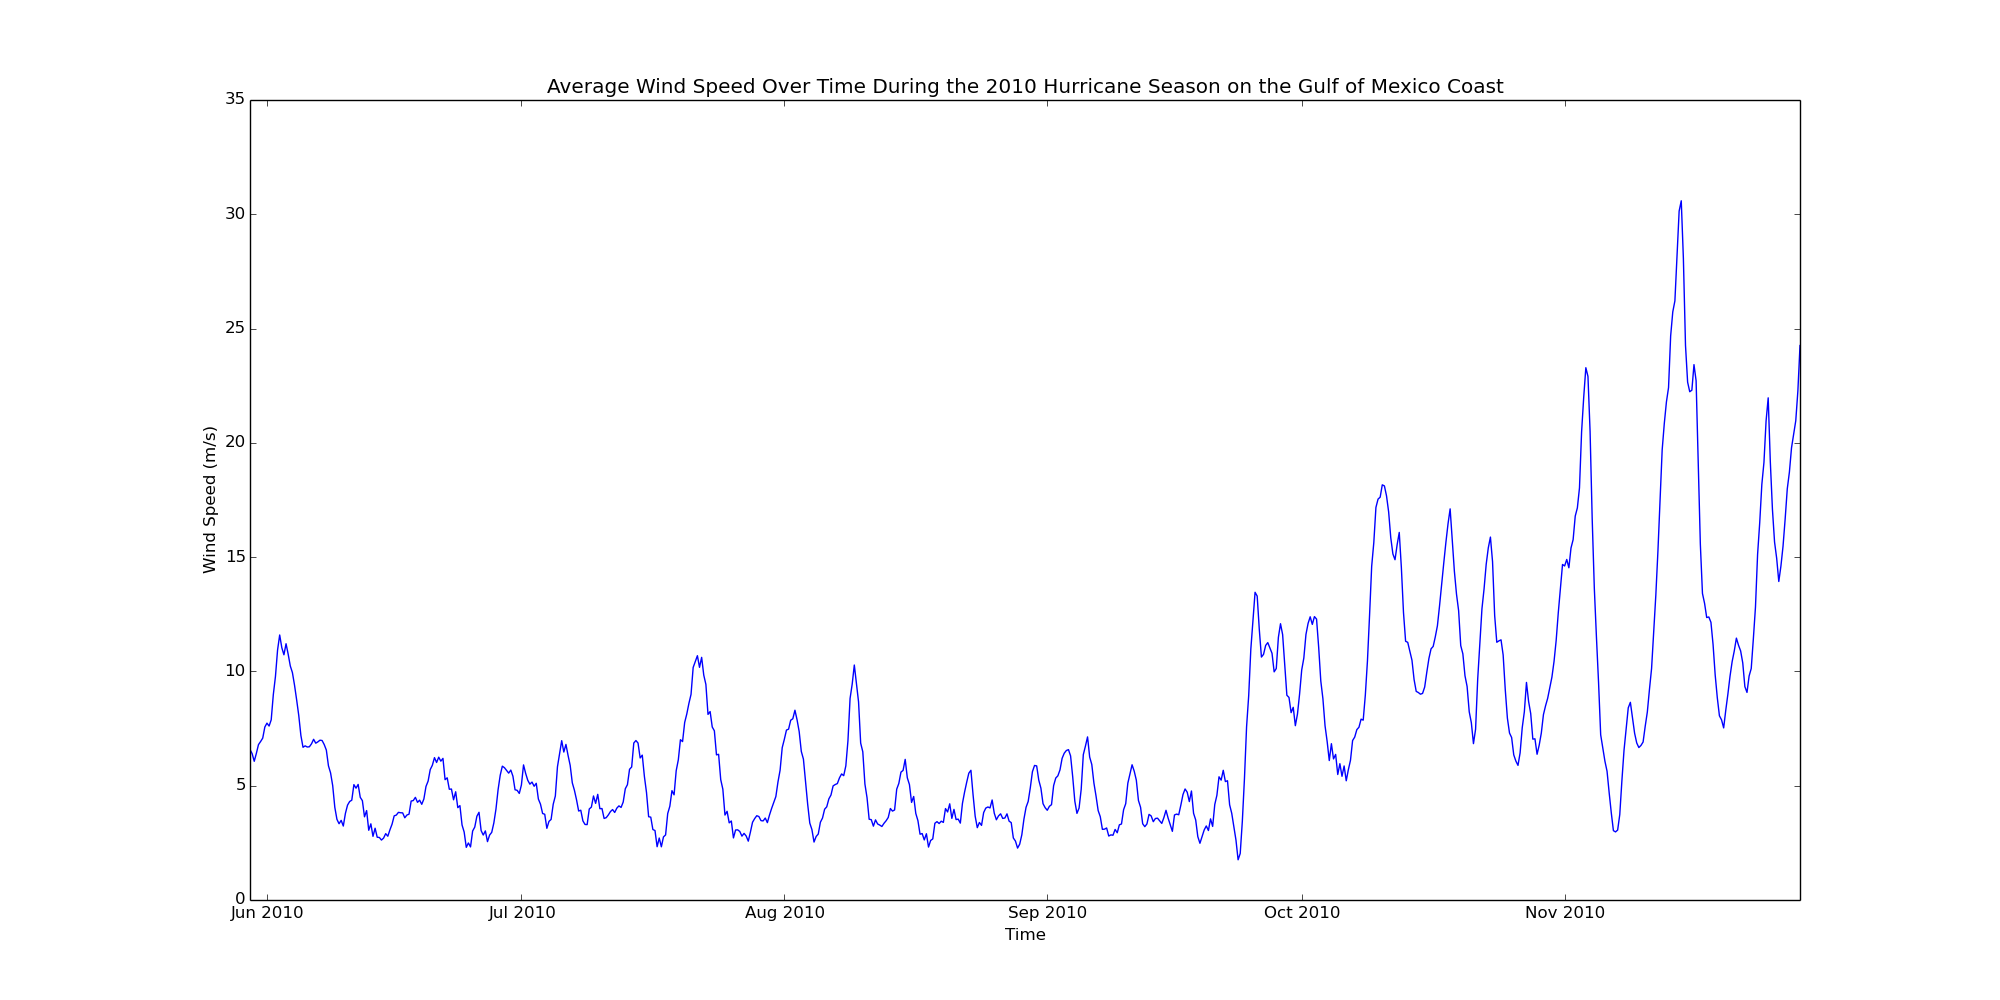 Average Wind Speed Over Time During the 2010 Hurricane Season on the Gulf of Mexico Coast
35
30
25
20
15
10
5
0
Wind Speed (m/s)
Jun 2010 Jul 2010 Aug 2010 Sep 2010 Oct 2010 Nov 2010
Time